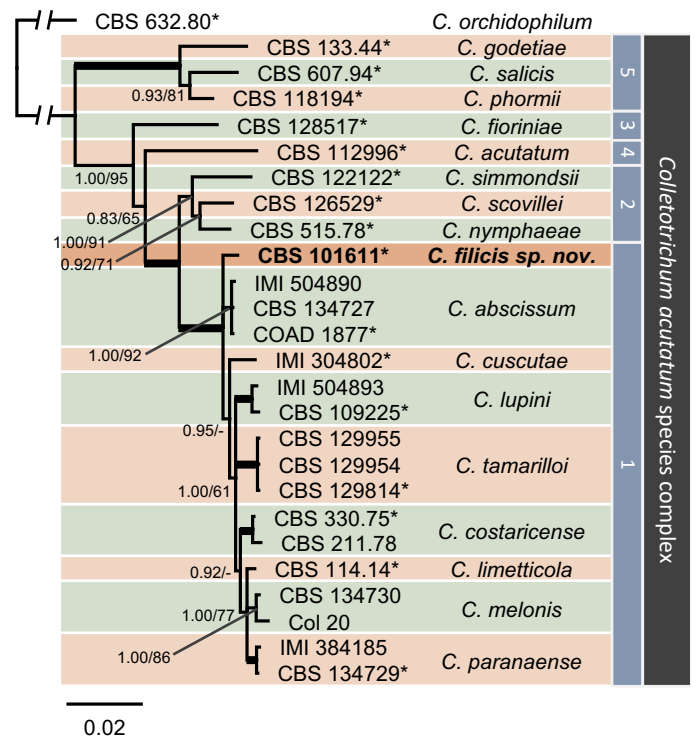 CBS 632.80* C. orchidophilum
CBS 133.44* C. godetiae
CBS 607.94* C. salicis
0.93/81 CBS 118194* C. phormii
5
CBS 128517* C. fioriniae
3
CBS 112996* C. acutatum
4
1.00/95
CBS 122122* C. simmondsii
CBS 126529* C. scovillei
0.83/65
CBS 515.78* C. nymphaeae
2
1.00/91
0.92/71
CBS 101611* C. filicis sp. nov.
IMI 504890
CBS 134727 C. abscissum
COAD 1877*
1.00/92
IMI 304802* C. cuscutae
IMI 504893
CBS 109225* C. lupini
0.95/-
CBS 129955
CBS 129954 C. tamarilloi
CBS 129814*
1.00/61
1
CBS 330.75*
CBS 211.78 C. costaricense
0.92/- CBS 114.14* C. limetticola
CBS 134730
Col 20 C. melonis
1.00/77
1.00/86
IMI 384185
CBS 134729* C. paranaense
Colletotrichum acutatum species complex
0.02